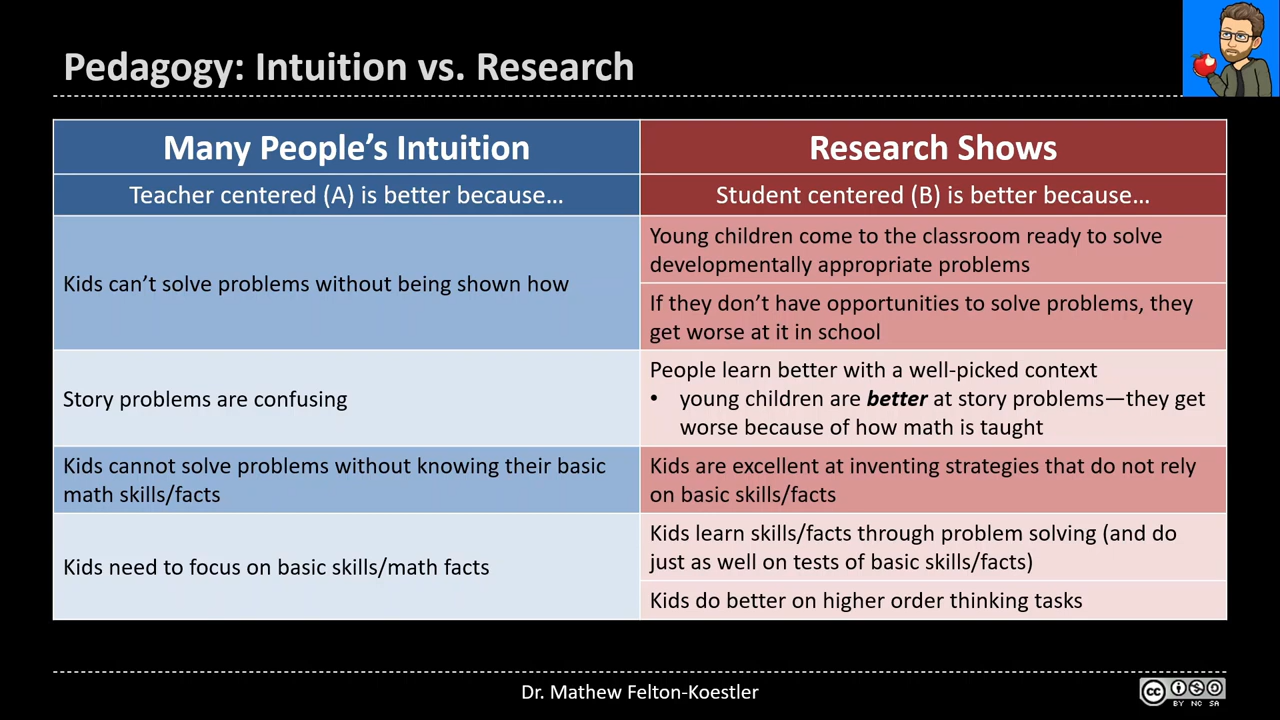 Pedagogy: Intuition vs. Research
Many People’s Intuition
Research Shows
Teacher centered (A) is better because…
Student centered (B) is better because…
Kids can’t solve problems without being shown how
Young children come to the classroom ready to solve
developmentally appropriate problems
If they don’t have opportunities to solve problems, they
get worse at it in school
Story problems are confusing
People learn better with a well-picked context
• young children are better at story problems—they get
worse because of how math is taught
Kids cannot solve problems without knowing their basic
math skills/facts
Kids are excellent at inventing strategies that do not rely
on basic skills/facts
Kids need to focus on basic skills/math facts
Kids learn skills/facts through problem solving (and do
just as well on tests of basic skills/facts)
Kids do better on higher order thinking tasks
Dr. Mathew Felton-Koestler
cc
BY NC SA